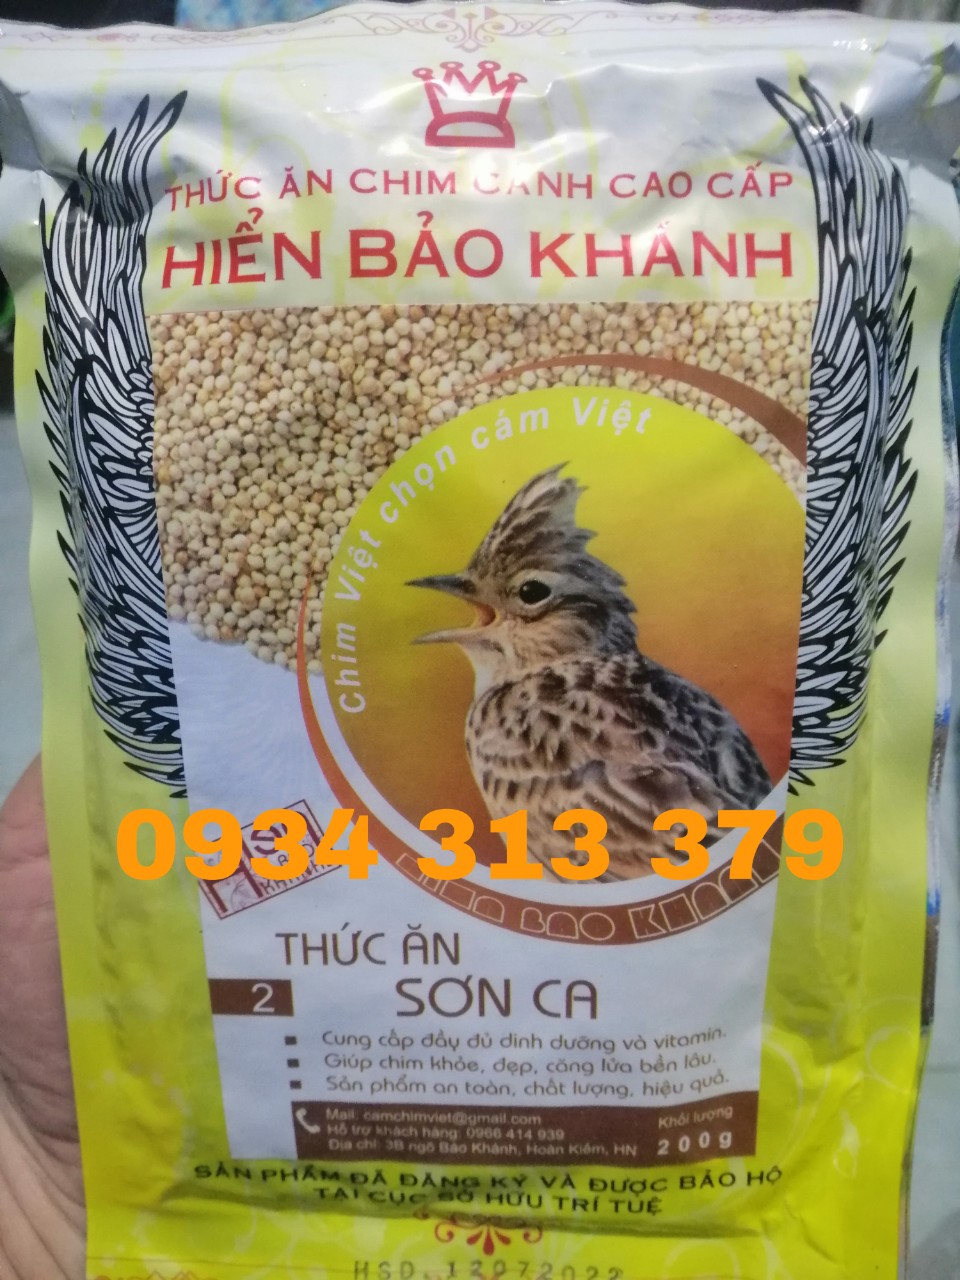 THỨC ĂN CHIM CẢNH CAO CẤP
HIỂN BẢO KHÁNH
Chim Việt chọn cám Việt
0934 313 379
BẢO KHÁNH
THỨC ĂN
2
SƠN CA
Cung cấp đầy đủ dinh dưỡng và vitamin.
Giúp chim khỏe, đẹp, căng lửa bền lâu.
Sản phẩm an toàn, chất lượng, hiệu quả.
Mail: camchimviet@gmail.com
Hỗ trợ khách hàng: 0966 414 939
Địa chỉ: 3B ngõ Bảo Khánh, Hoàn Kiếm, HN
Khối lượng
200g
SẢN PHẨM ĐÃ ĐĂNG KÝ VÀ ĐƯỢC BẢO HỘ
TẠI CỤC SỞ HỮU TRÍ TUỆ
HSD 12072022